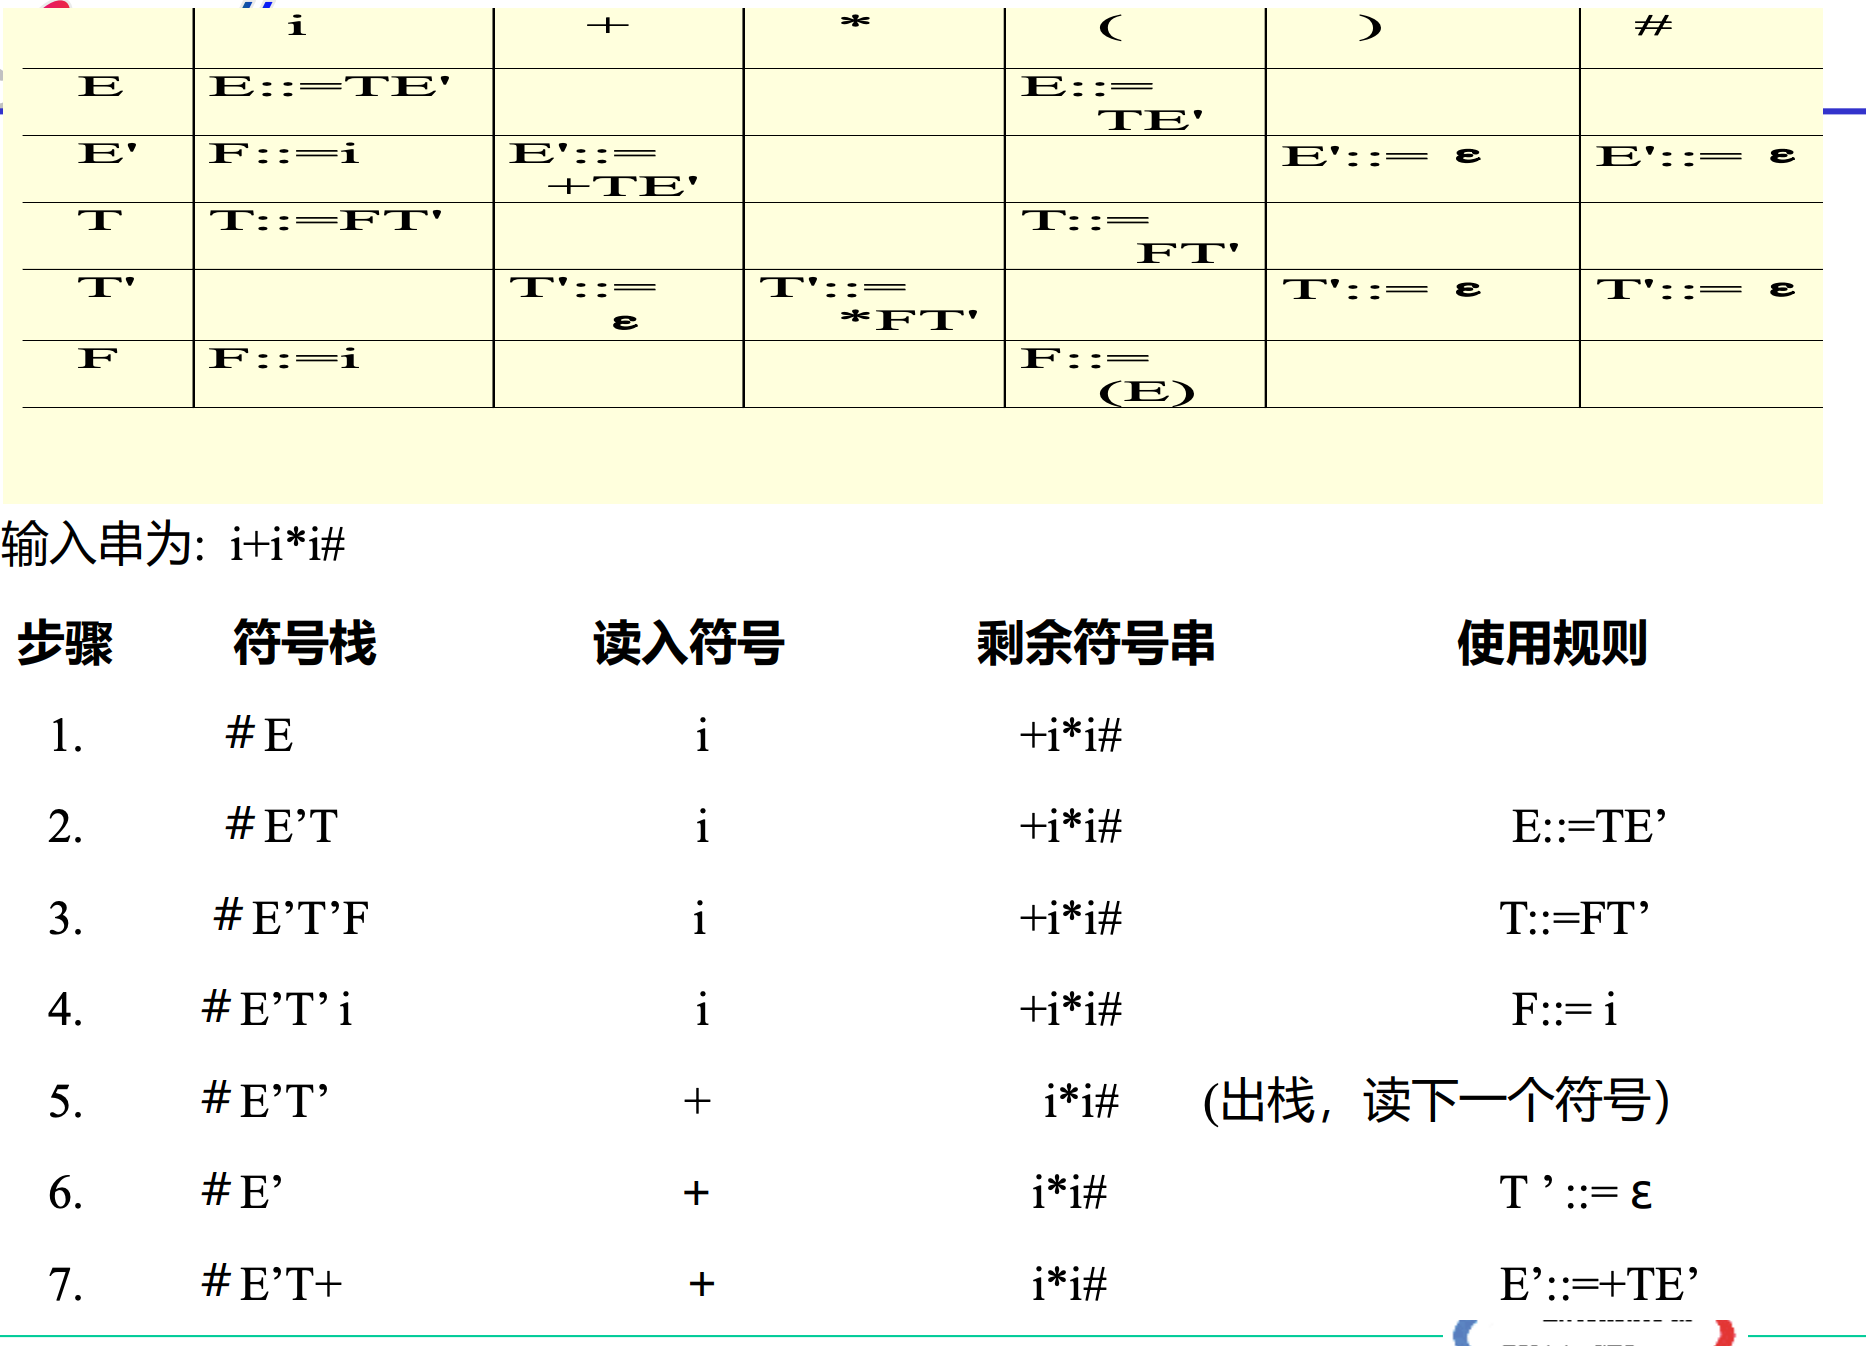 i + * ( ) #
E E::=TE' E::=
TE'
E' F::=i E'::= E'::= ε E'::= ε
+TE'
T T::=FT' T::=
FT'
T' T'::= T'::= T'::= ε T'::= ε
ε *FT'
F F::=i F::=
(E)
输入串为: i+i*i#
步骤 符号栈 读入符号 剩余符号串 使用规则
1. #E i +i*i#
2. #E’T i +i*i# E::=TE’
3. #E’T’F i +i*i# T::=FT’
4. #E’T’ i i +i*i# F::= i
5. #E’T’ + i*i# (出栈，读下一个符号）
6. #E’ + i*i# T ’ ::= ε
7. #E’T+ + i*i# E’::=+TE’